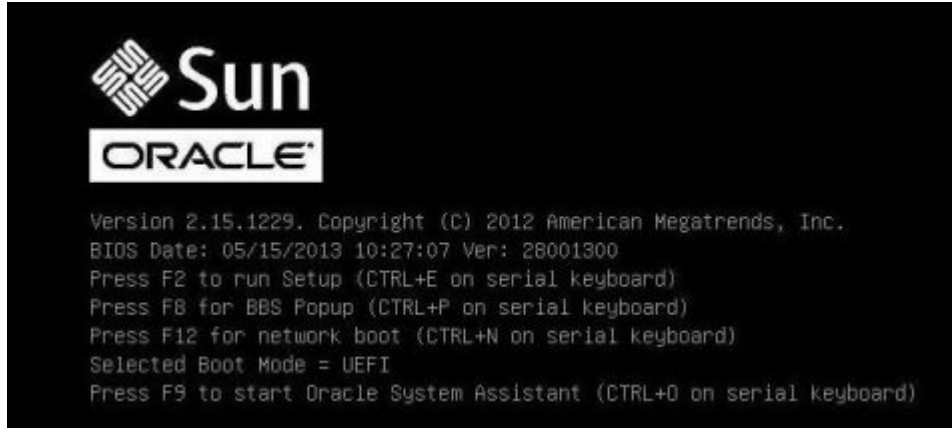 Sun
ORACLE
Version 2.15.1229. Copyright (C) 2012 American Megatrends, Inc.
BIOS Date: 05/15/2013 10:27:07 Ver: 28001300
Press F2 to run Setup (CTRL+E on serial keyboard)
Press F8 for BBS Popup (CTRL+P on serial keyboard)
Press F12 for network boot (CTRL+N on serial keyboard)
Selected Boot Mode = UEFI
Press F9 to start Oracle System Assistant (CTRL+O on serial keyboard)